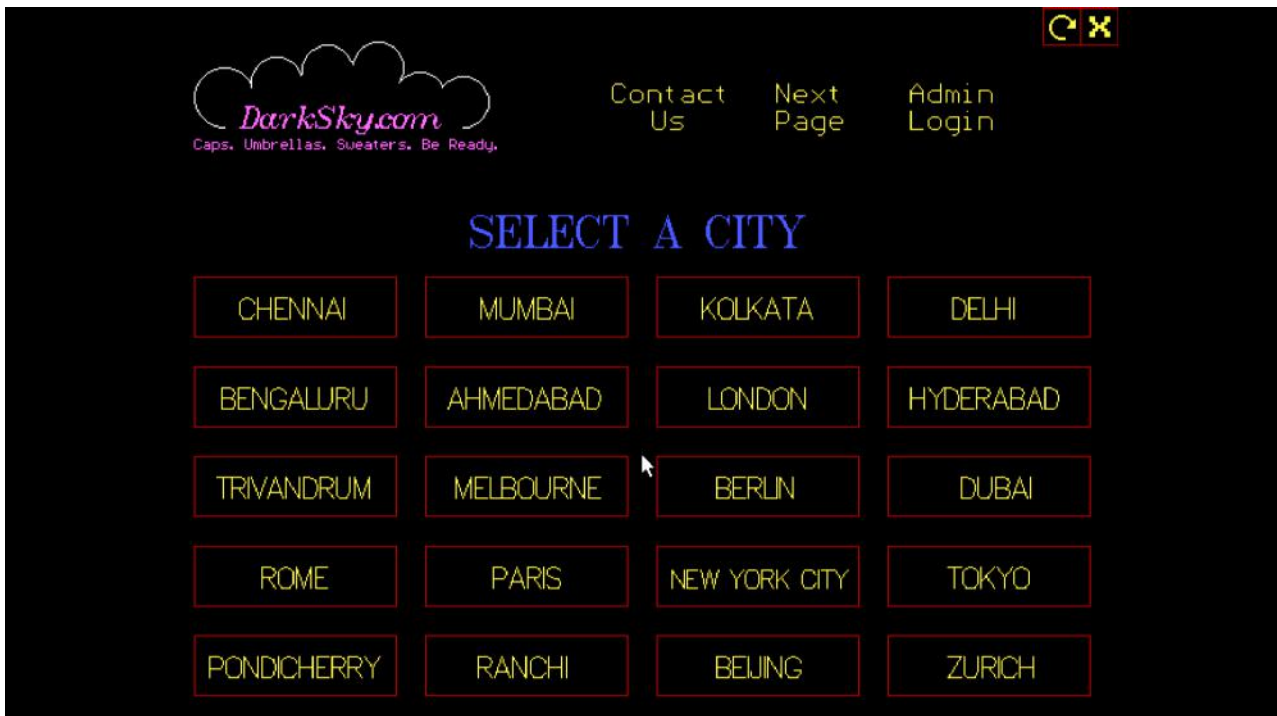 DarkSky.com
Caps. Umbrellas. Sweaters. Be Ready.
Contact Us
Next Page
Admin Login
SELECT A CITY
CHENNAI
MUMBAI
KOLKATA
DELHI
BENGALURU
AHMEDABAD
LONDON
HYDERABAD
TRIVANDRUM
MELBOURNE
BERLIN
DUBAI
ROME
PARIS
NEW YORK CITY
TOKYO
PONDICHERRY
RANCHI
BEIJING
ZURICH